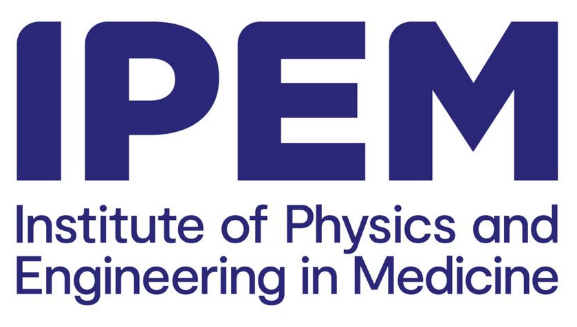 IPEM
Institute of Physics and
Engineering in Medicine